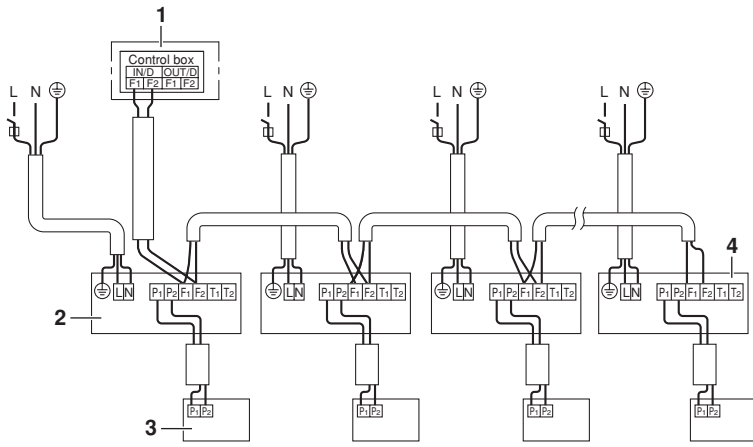 1
Control box
IN/D OUT/D
F1 F2 F1 F2
L N
L N
L N
L N
4
L N P1 P2 F1 F2 T1 T2
L N P1 P2 F1 F2 T1 T2
L N P1 P2 F1 F2 T1 T2
L N P1 P2 F1 F2 T1 T2
2
3
P1 P2
P1 P2
P1 P2
P1 P2